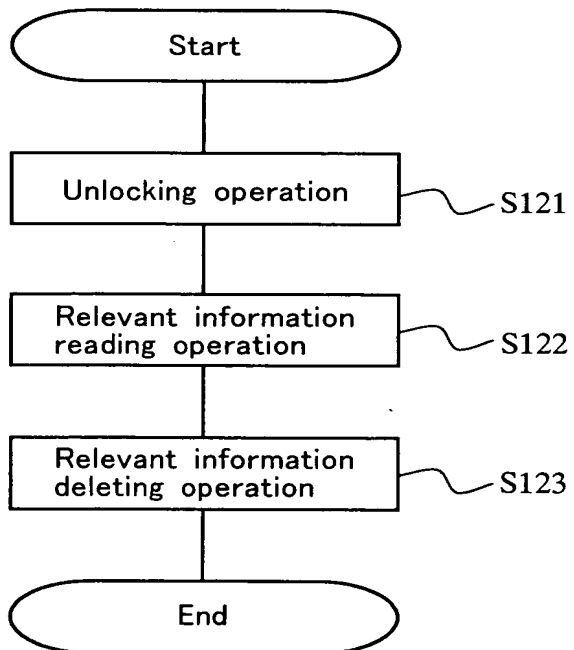 Start
Unlocking operation
S121
Relevant information
reading operation
S122
Relevant information
deleting operation
S123
End